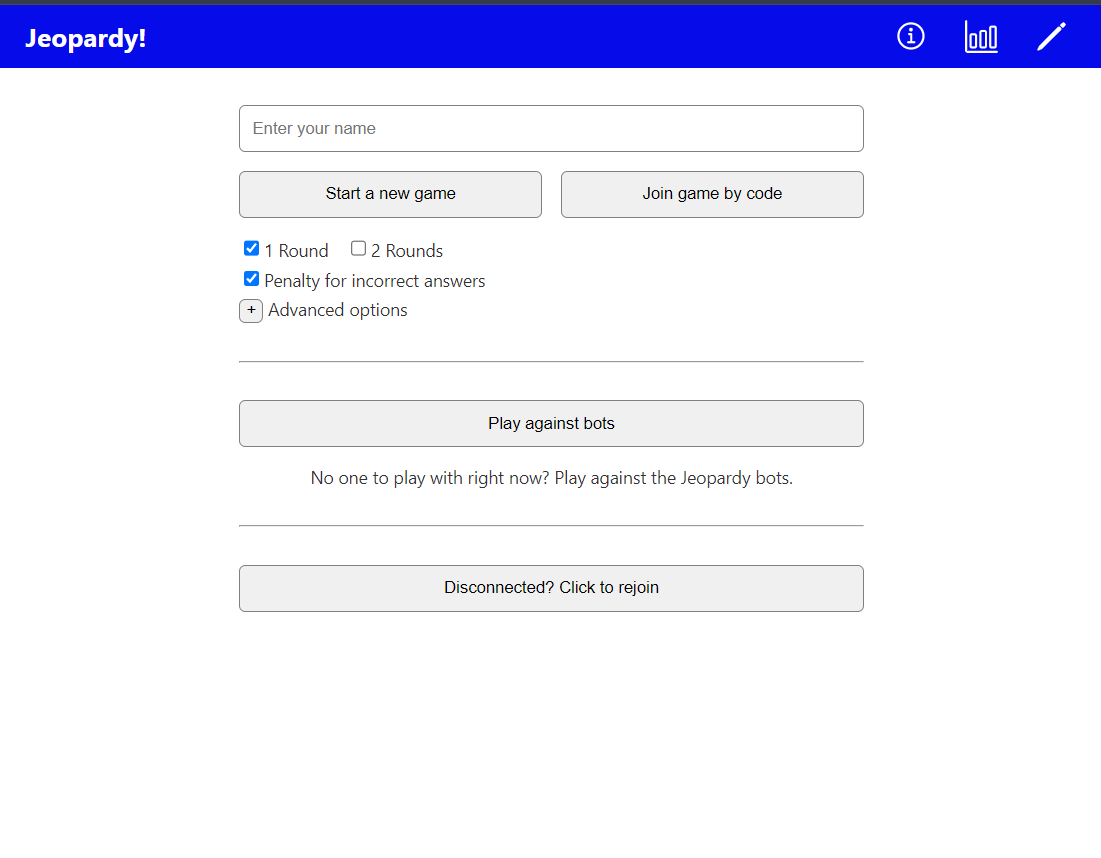 Jeopardy!
Enter your name
Start a new game
Join game by code
1 Round 2 Rounds
Penalty for incorrect answers
+ Advanced options
Play against bots
No one to play with right now? Play against the Jeopardy bots.
Disconnected? Click to rejoin